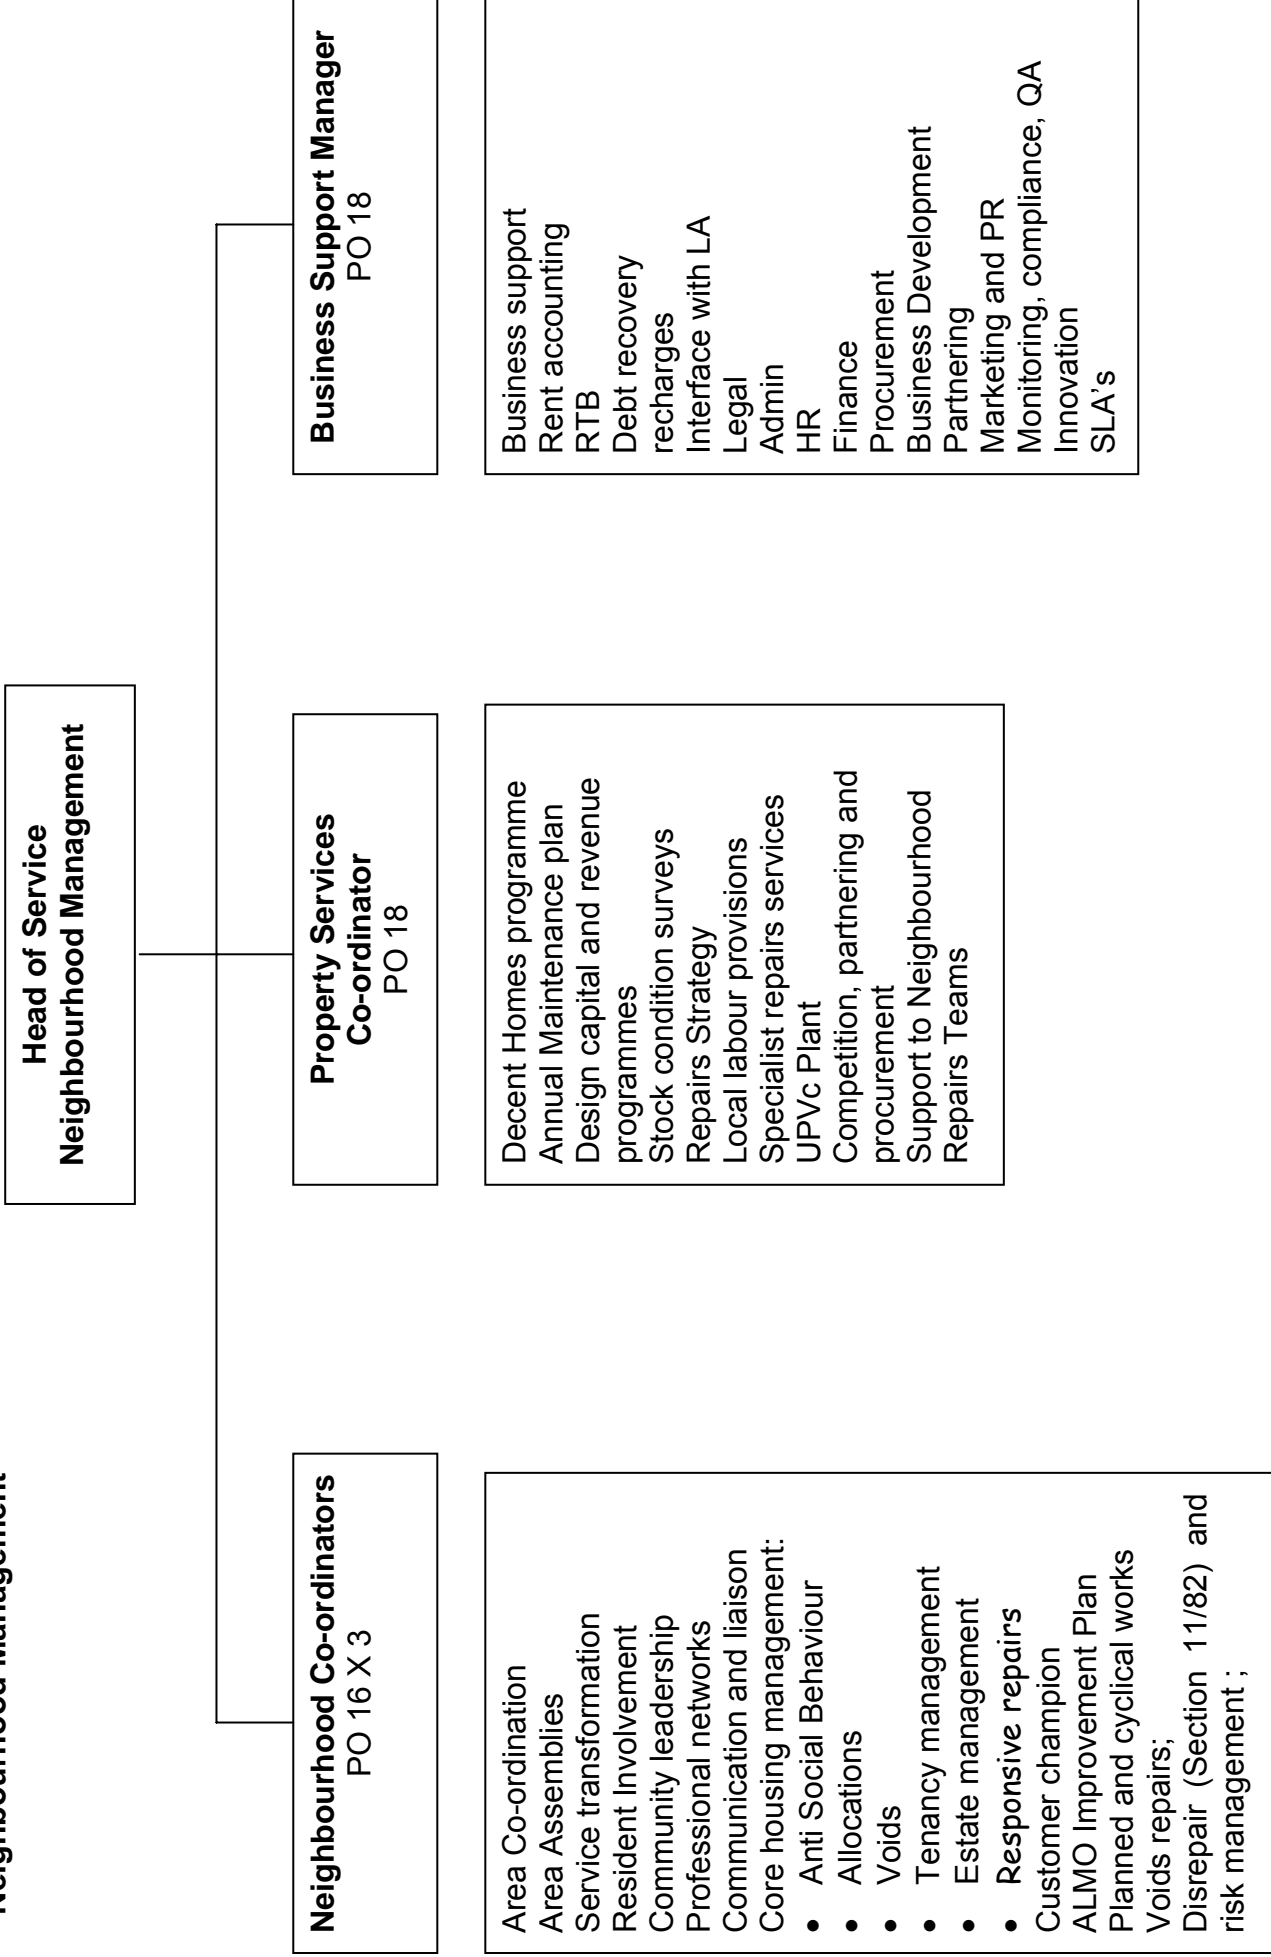 Neighbourhood Management
Head of Service
Neighbourhood Management
Neighbourhood Co-ordinators
PO 16 X 3
Property Services
Co-ordinator
PO 18
Business Support Manager
PO 18
Area Co-ordination
Area Assemblies
Service transformation
Resident Involvement
Community leadership
Professional networks
Communication and liaison
Core housing management:
• Anti Social Behaviour
• Allocations
• Voids
• Tenancy management
• Estate management
• Responsive repairs
Customer champion
ALMO Improvement Plan
Planned and cyclical works
Voids repairs;
Disrepair (Section 11/82) and
risk management ;
Decent Homes programme
Annual Maintenance plan
Design capital and revenue
programmes
Stock condition surveys
Repairs Strategy
Local labour provisions
Specialist repairs services
UPVc Plant
Competition, partnering and
procurement
Support to Neighbourhood
Repairs Teams
Business support
Rent accounting
RTB
Debt recovery
recharges
Interface with LA
Legal
Admin
HR
Finance
Procurement
Business Development
Partnering
Marketing and PR
Monitoring, compliance, QA
Innovation
SLA's